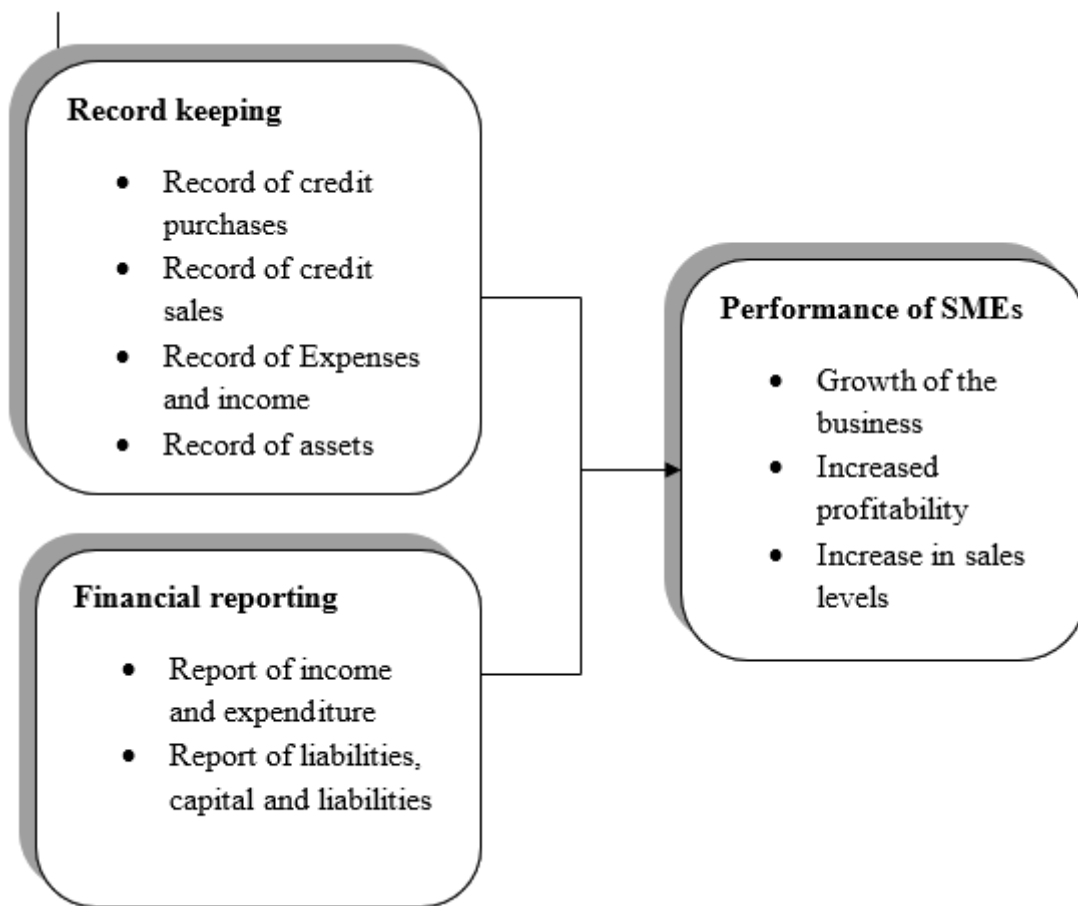 Record keeping
• Record of credit
purchases
• Record of credit
sales
• Record of Expenses
and income
• Record of assets
Financial reporting
• Report of income
and expenditure
• Report of liabilities,
capital and liabilities
Performance of SMEs
• Growth of the
business
• Increased
profitability
• Increase in sales
levels